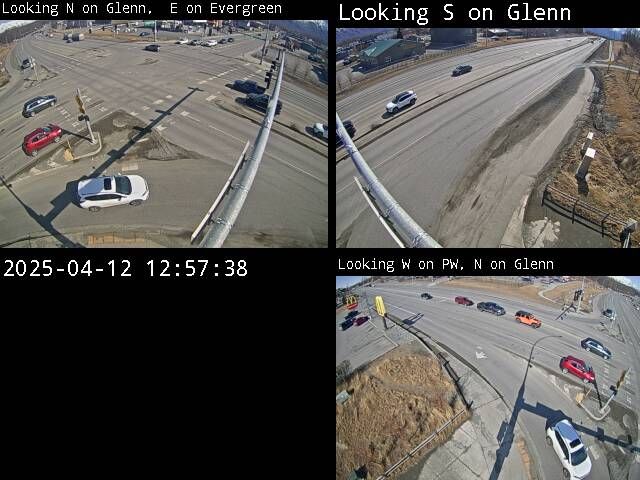 Looking N on Glenn,  E on Evergreen
Looking S on Glenn
2025-04-12 12:57:38
Looking W on PW, N on Glenn